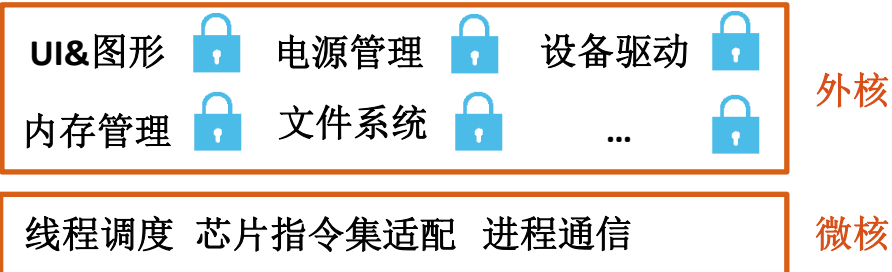 UI&图形 电源管理 设备驱动
外核
内存管理 文件系统 ...
线程调度 芯片指令集适配 进程通信
微核